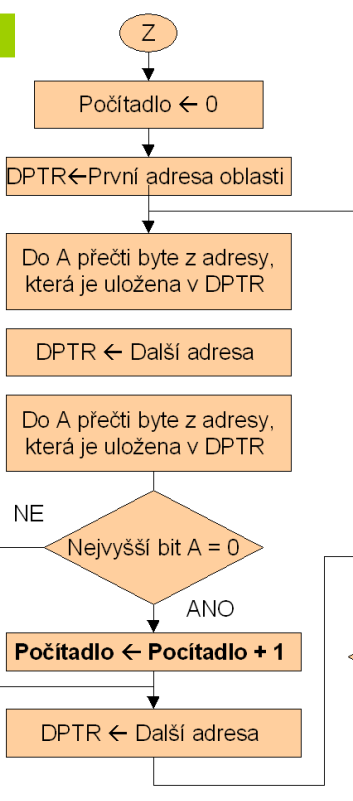 Z
Počítadlo ← 0
DPTR←První adresa oblasti
Do A přečti byte z adresy,
která je uložena v DPTR
DPTR ← Další adresa
Do A přečti byte z adresy,
která je uložena v DPTR
NE
Nejvyšší bit A = 0
ANO
Počítadlo ← Pocítadlo + 1
DPTR ← Další adresa